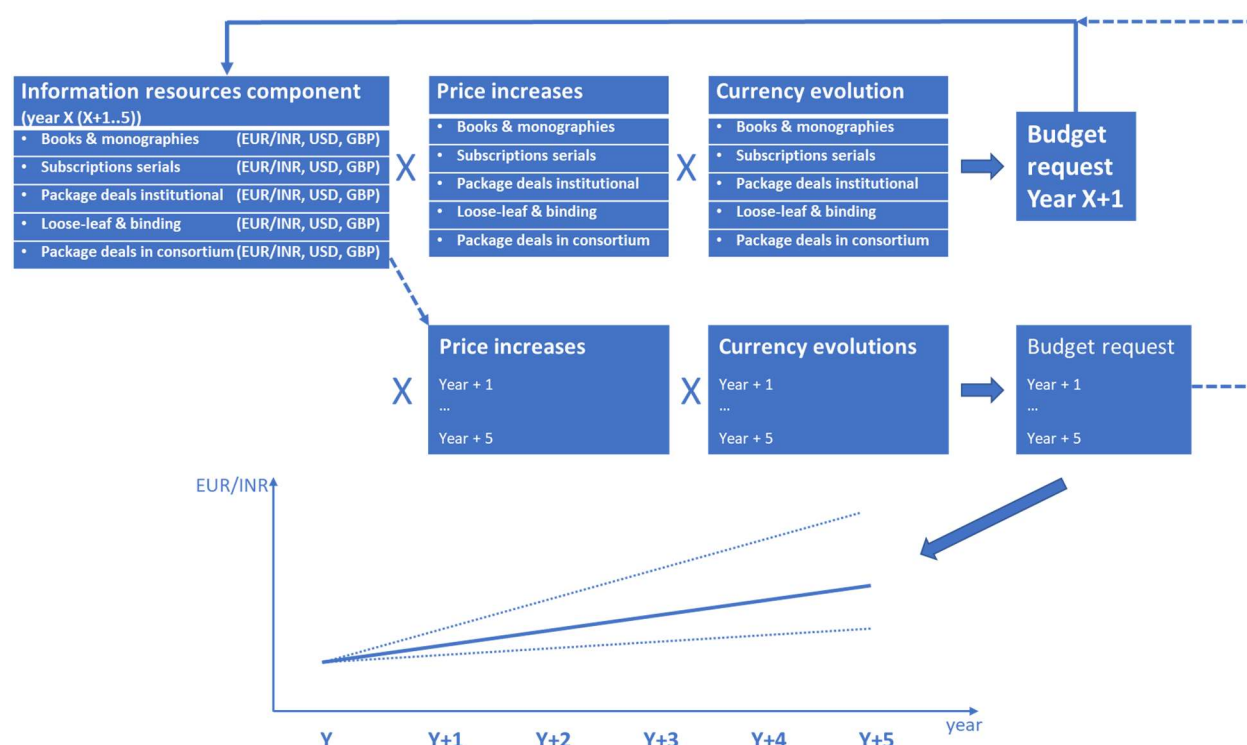 Information resources component
(year X (X+1..5))
• Books & monographies (EUR/INR, USD, GBP)
• Subscriptions serials (EUR/INR, USD, GBP)
• Package deals institutional (EUR/INR, USD, GBP)
• Loose-leaf & binding (EUR/INR, USD, GBP)
• Package deals in consortium (EUR/INR, USD, GBP)
X
Price increases
• Books & monographies
• Subscriptions serials
• Package deals institutional
• Loose-leaf & binding
• Package deals in consortium
X
Currency evolution
• Books & monographies
• Subscriptions serials
• Package deals institutional
• Loose-leaf & binding
• Package deals in consortium
Budget
request
Year X+1
X
Price increases
Year + 1
...
Year + 5
X
Currency evolutions
Year + 1
...
Year + 5
Budget request
Year + 1
...
Year + 5
EUR/INR
year
Y Y+1 Y+2 Y+3 Y+4 Y+5